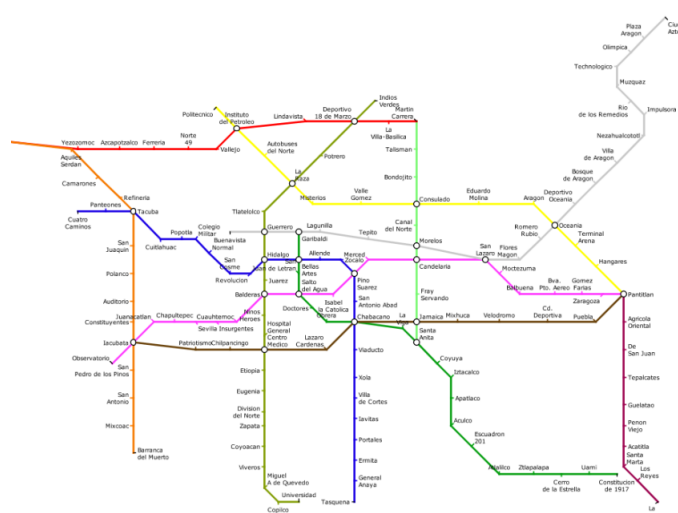 Plaza
Aragon
Olimpica
Technologico
Muzquaz
Rio
de los Remedios
Impulsora
Nezahualcototl
Villa
de Aragon
Bosque
de Aragon
Deportivo
Oceania
Oceania
Romero
Rubio
Flores
Magon
Terminal
Arena
Hangares
Politecnico
Instituto
del Petroleo
Lindavista
Deportivo
18 de Marzo
Indios
Verdes
Martin
Carrera
La
Villa-Basilica
Talisman
Bondojito
Consulado
Eduardo
Molina
Aragon
Canal
del Norte
Morelos
San
Lazaro
Candelaria
Moctezuma
Balbuena
Bva.
Pto. Aereo
Gomez
Farias
Zaragoza
Pantitlan
Yezozomoc
Azcapotzalco
Ferreria
Norte
49
Vallejo
Autobuses
del Norte
Potrero
La
Raza
Misterios
Valle
Gomez
Aquiles
Serdan
Camarones
Refineria
Panteones
Tacuba
Cuatro
Caminos
Cuitlahuac
Popotla
Colegio
Militar
Buenavista
Normal
San
Cosme
Revolucion
Tlatelolco
Guerrero
Lagunilla
Garibaldi
Tepito
Hidalgo
Allende
Merced
Zocalo
San
Juan de Letran
Bellas
Artes
Juarez
Salto
del Agua
Pino
Suarez
Isabel
la Catolica
San
Antonio Abad
Fray
Servando
Balderas
Ninos
Heroes
Doctores
Obrera
Chabacano
La
Viga
Jamaica
Mixhuca
Velodromo
Cd.
Deportiva
Puebla
Santa
Anita
San
Juaquin
Polanco
Auditorio
Constituyentes
Juanacatlan
Chapultepec
Cuauhtemoc
Sevilla
Insurgentes
Iacubata
Observatorio
Patriotismo
Chilpancingo
San
Pedro de los Pinos
San
Antonio
Mixcoac
Barranca
del Muerto
Hospital
General
Centro
Medico
Lazaro
Cardenas
Etiopia
Eugenia
Division
del Norte
Zapata
Coyoacan
Viveros
Miguel
A de Quevedo
Copilco
Universidad
Viaducto
Xola
Villa
de Cortes
Iavitas
Portales
Ermita
General
Anaya
Tasquena
Coyuya
Iztacalco
Apatlaco
Aculco
Escuadron
201
Atlalilco
Ztlapalapa
Cerro
de la Estrella
Uami
Constitucion
de 1917
Agricola
Oriental
De
San Juan
Tepalcates
Guelatao
Penon
Viejo
Acatitla
Santa
Marta
Los
Reyes
La